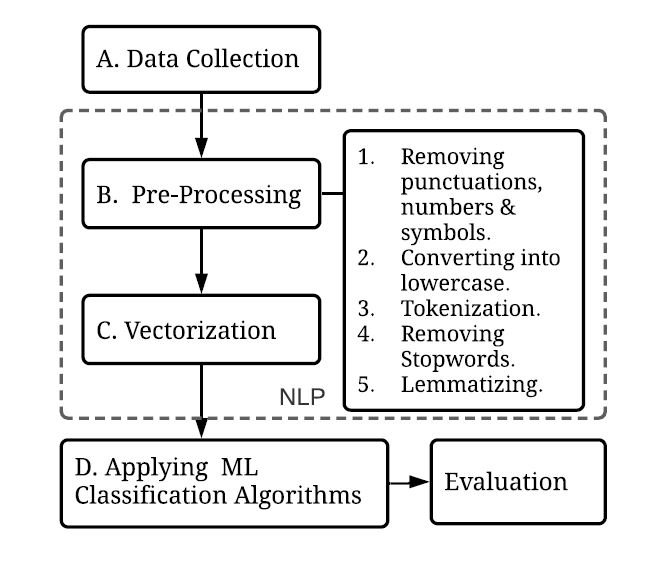 A. Data Collection
B. Pre-Processing
1. Removing
punctuations,
numbers &
symbols.
2. Converting into
lowercase.
3. Tokenization.
4. Removing
Stopwords.
5. Lemmatizing.
C. Vectorization
NLP
D. Applying ML
Classification Algorithms
Evaluation